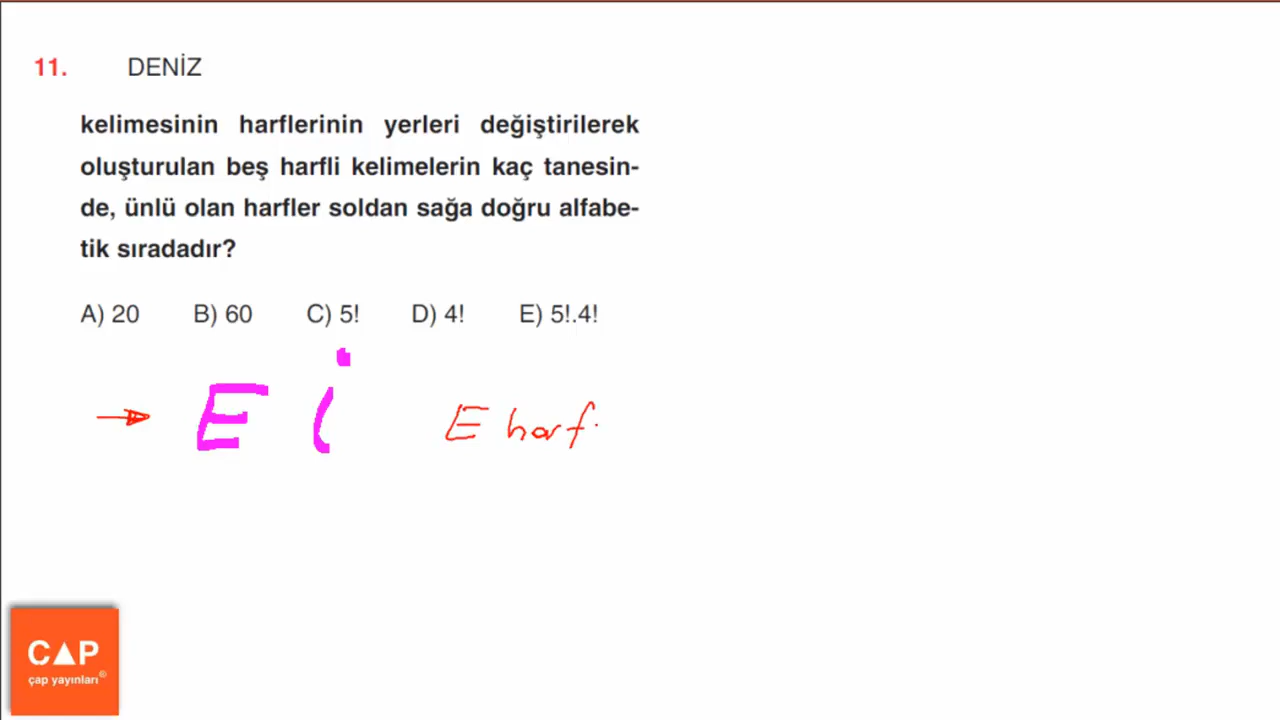 11. DENİZ
kelimesinin harflerinin yerleri değiştirilerek
oluşturulan beş harfli kelimelerin kaç tanesin-
de, ünlü olan harfler soldan sağa doğru alfabe-
tik sıradadır?
A) 20 B) 60 C) 5! D) 4! E) 5!.4!
E i E harf.
CAP
çap yayınları®